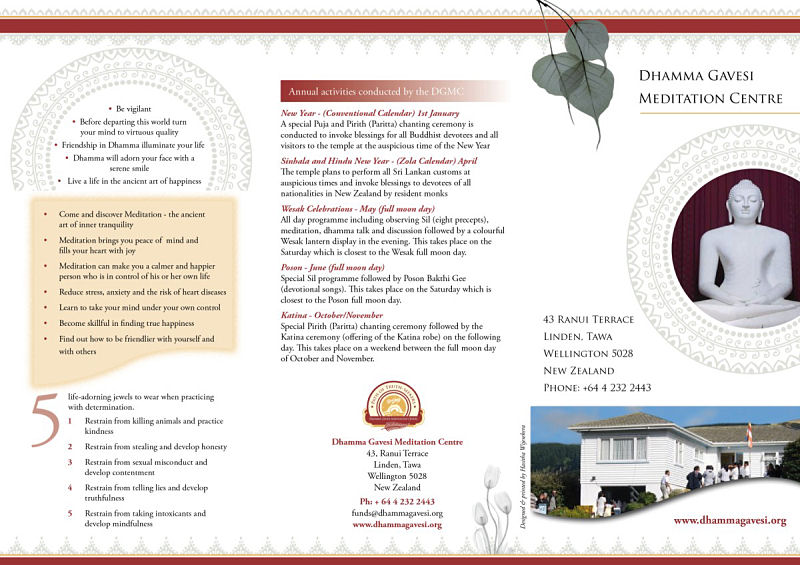 • Be vigilant
• Before departing this world turn
your mind to virtuous quality
• Friendship in Dhamma illuminate your life
• Dhamma will adorn your face with a
serene smile
• Live a life in the ancient art of happiness
• Come and discover Meditation - the ancient
art of inner tranquility
• Meditation brings you peace of mind and
fills your heart with joy
• Meditation can make you a calmer and happier
person who is in control of his or her own life
• Reduce stress, anxiety and the risk of heart diseases
• Learn to take your mind under your own control
• Become skillful in finding true happiness
• Find out how to be friendlier with yourself and
with others
5 life-adorning jewels to wear when practicing
with determination.
1 Restrain from killing animals and practice
kindness
2 Restrain from stealing and develop honesty
3 Restrain from sexual misconduct and
develop contentment
4 Restrain from telling lies and develop
truthfulness
5 Restrain from taking intoxicants and
develop mindfulness
Annual activities conducted by the DGMC
New Year - (Conventional Calendar) 1st January
A special Puja and Pirith (Paritta) chanting ceremony is
conducted to invoke blessings for all Buddhist devotees and all
visitors to the temple at the auspicious time of the New Year
Sinhala and Hindu New Year - (Zola Calendar) April
The temple plans to perform all Sri Lankan customs at
auspicious times and invoke blessings to devotees of all
nationalities in New Zealand by resident monks
Wesak Celebrations - May (full moon day)
All day programme including observing Sil (eight precepts),
meditation, dhamma talk and discussion followed by a colourful
Wesak lantern display in the evening. This takes place on the
Saturday which is closest to the Wesak full moon day.
Poson - June (full moon day)
Special Sil programme followed by Poson Bakthi Gee
(devotional songs). This takes place on the Saturday which is
closest to the Poson full moon day.
Katina - October/November
Special Pirith (Paritta) chanting ceremony followed by the
Katina ceremony (offering of the Katina robe) on the following
day. This takes place on a weekend between the full moon day
of October and November.
Dhamma Gavesi Meditation Centre
43, Ranui Terrace
Linden, Tawa
Wellington 5028
New Zealand
Ph: + 64 4 232 2443
funds@dhammagavesi.org
www.dhammagavesi.org
Dhamma Gavesi
Meditation Centre
43 Ranui Terrace
Linden, Tawa
Wellington 5028
New Zealand
Phone: +64 4 232 2443
Designed & printed by Hasitha
www.dhammagavesi.org